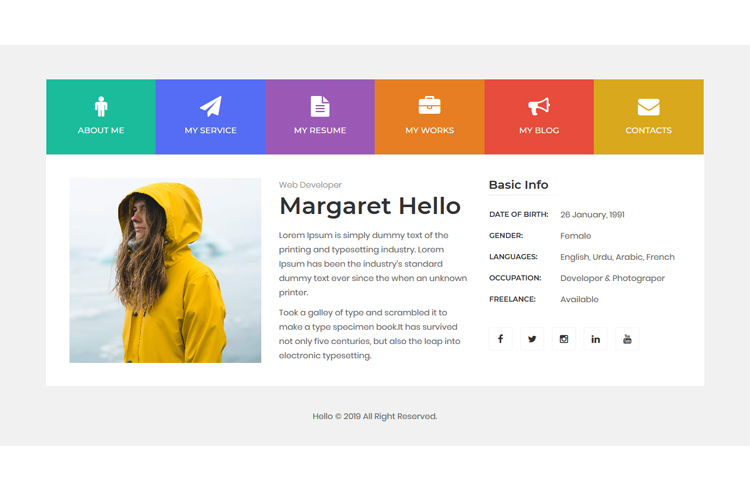 ABOUT ME
MY SERVICE
MY RESUME
MY WORKS
MY BLOG
CONTACTS
Web Developer
Margaret Hello
Lorem Ipsum is simply dummy text of the
printing and typesetting industry. Lorem
Ipsum has been the industry's standard
dummy text ever since the when an unknown
printer.
Took a galley of type and scrambled it to
make a type specimen book.It has survived
not only five centuries, but also the leap into
electronic typesetting.
Basic Info
DATE OF BIRTH: 26 January, 1991
GENDER: Female
LANGUAGES: English, Urdu, Arabic, French
OCCUPATION: Developer & Photograper
FREELANCE: Available
Hello © 2019 All Right Reserved.